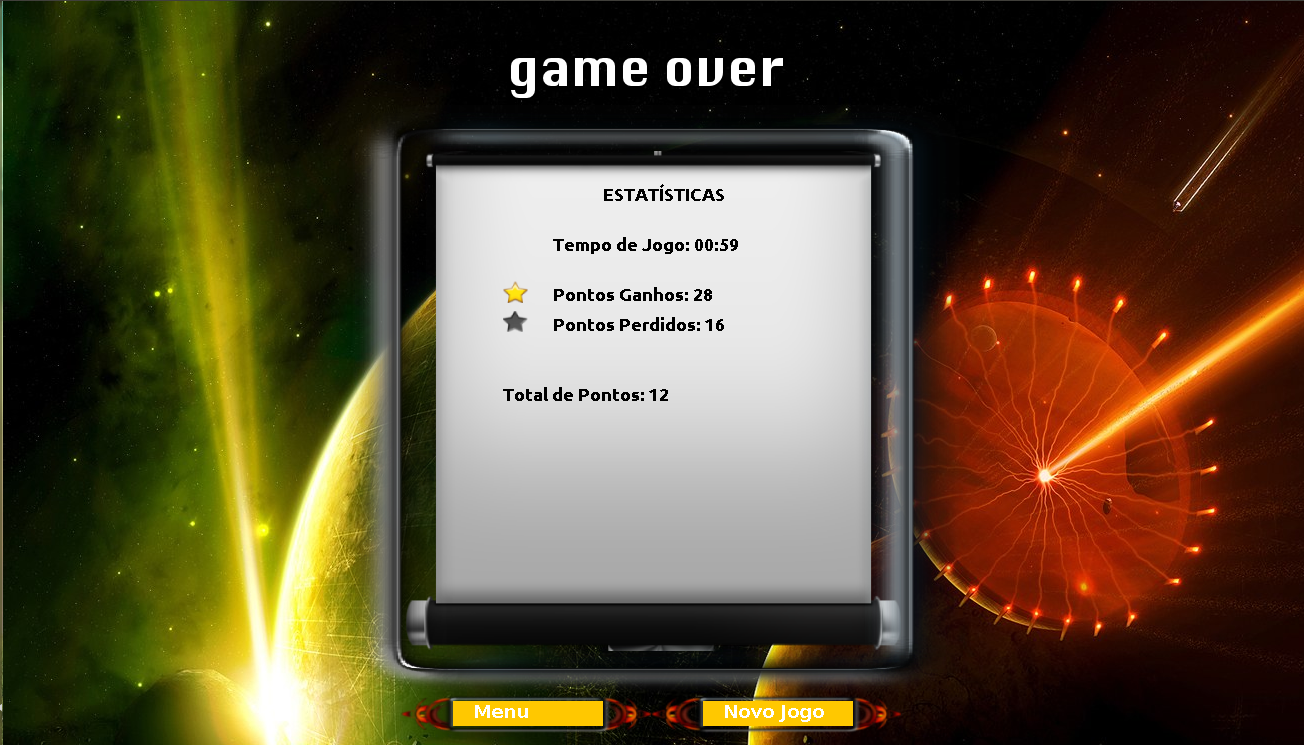 game over
ESTATÍSTICAS
Tempo de Jogo: 00:59
Pontos Ganhos: 28
Pontos Perdidos: 16
Total de Pontos: 12
Menu
Novo Jogo